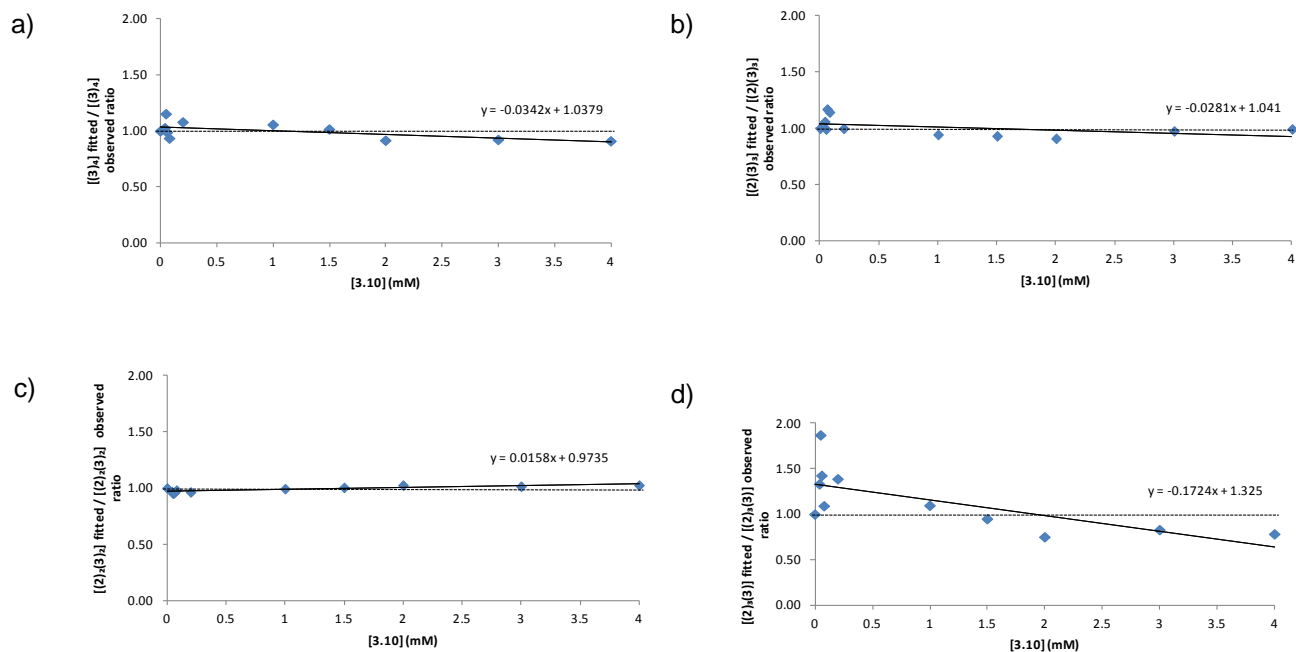 a)
2.00
1.50
1.00
0.50
0.00
[(3)₄] fitted / [(3)₄]
observed ratio
y = -0.0342x + 1.0379
0 0.5 1 1.5 2 2.5 3 3.5 4
[3.10] (mM)
b)
2.00
1.50
1.00
0.50
0.00
[(2)(3)₃] fitted / [(2)(3)₃]
observed ratio
y = -0.0281x + 1.041
0 0.5 1 1.5 2 2.5 3 3.5 4
[3.10] (mM)
c)
2.00
1.50
1.00
0.50
0.00
[(2)₂(3)₂] fitted / [(2)₂(3)₂] observed
ratio
y = 0.0158x + 0.9735
0 0.5 1 1.5 2 2.5 3 3.5 4
[3.10] (mM)
d)
2.00
1.50
1.00
0.50
0.00
[(2)₃(3)] fitted / [(2)₃(3)] observed
ratio
y = -0.1724x + 1.325
0 0.5 1 1.5 2 2.5 3 3.5 4
[3.10] (mM)